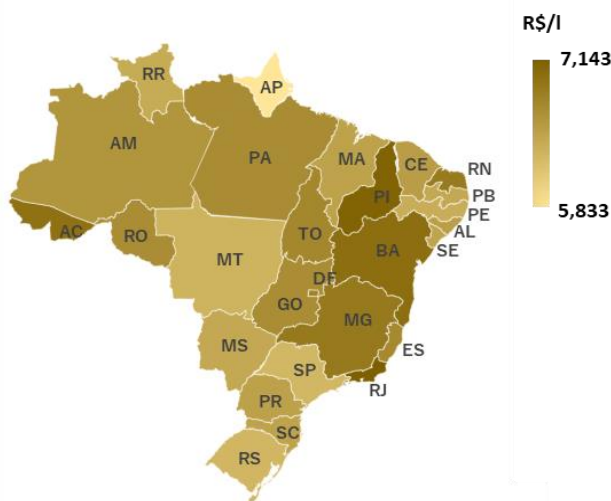 R$/l
7,143
5,833
RR
AP
AM
PA
MA
CE
RN
PB
PE
AL
SE
PI
AC
RO
TO
BA
MT
DF
GO
MG
ES
MS
SP
RJ
PR
SC
RS